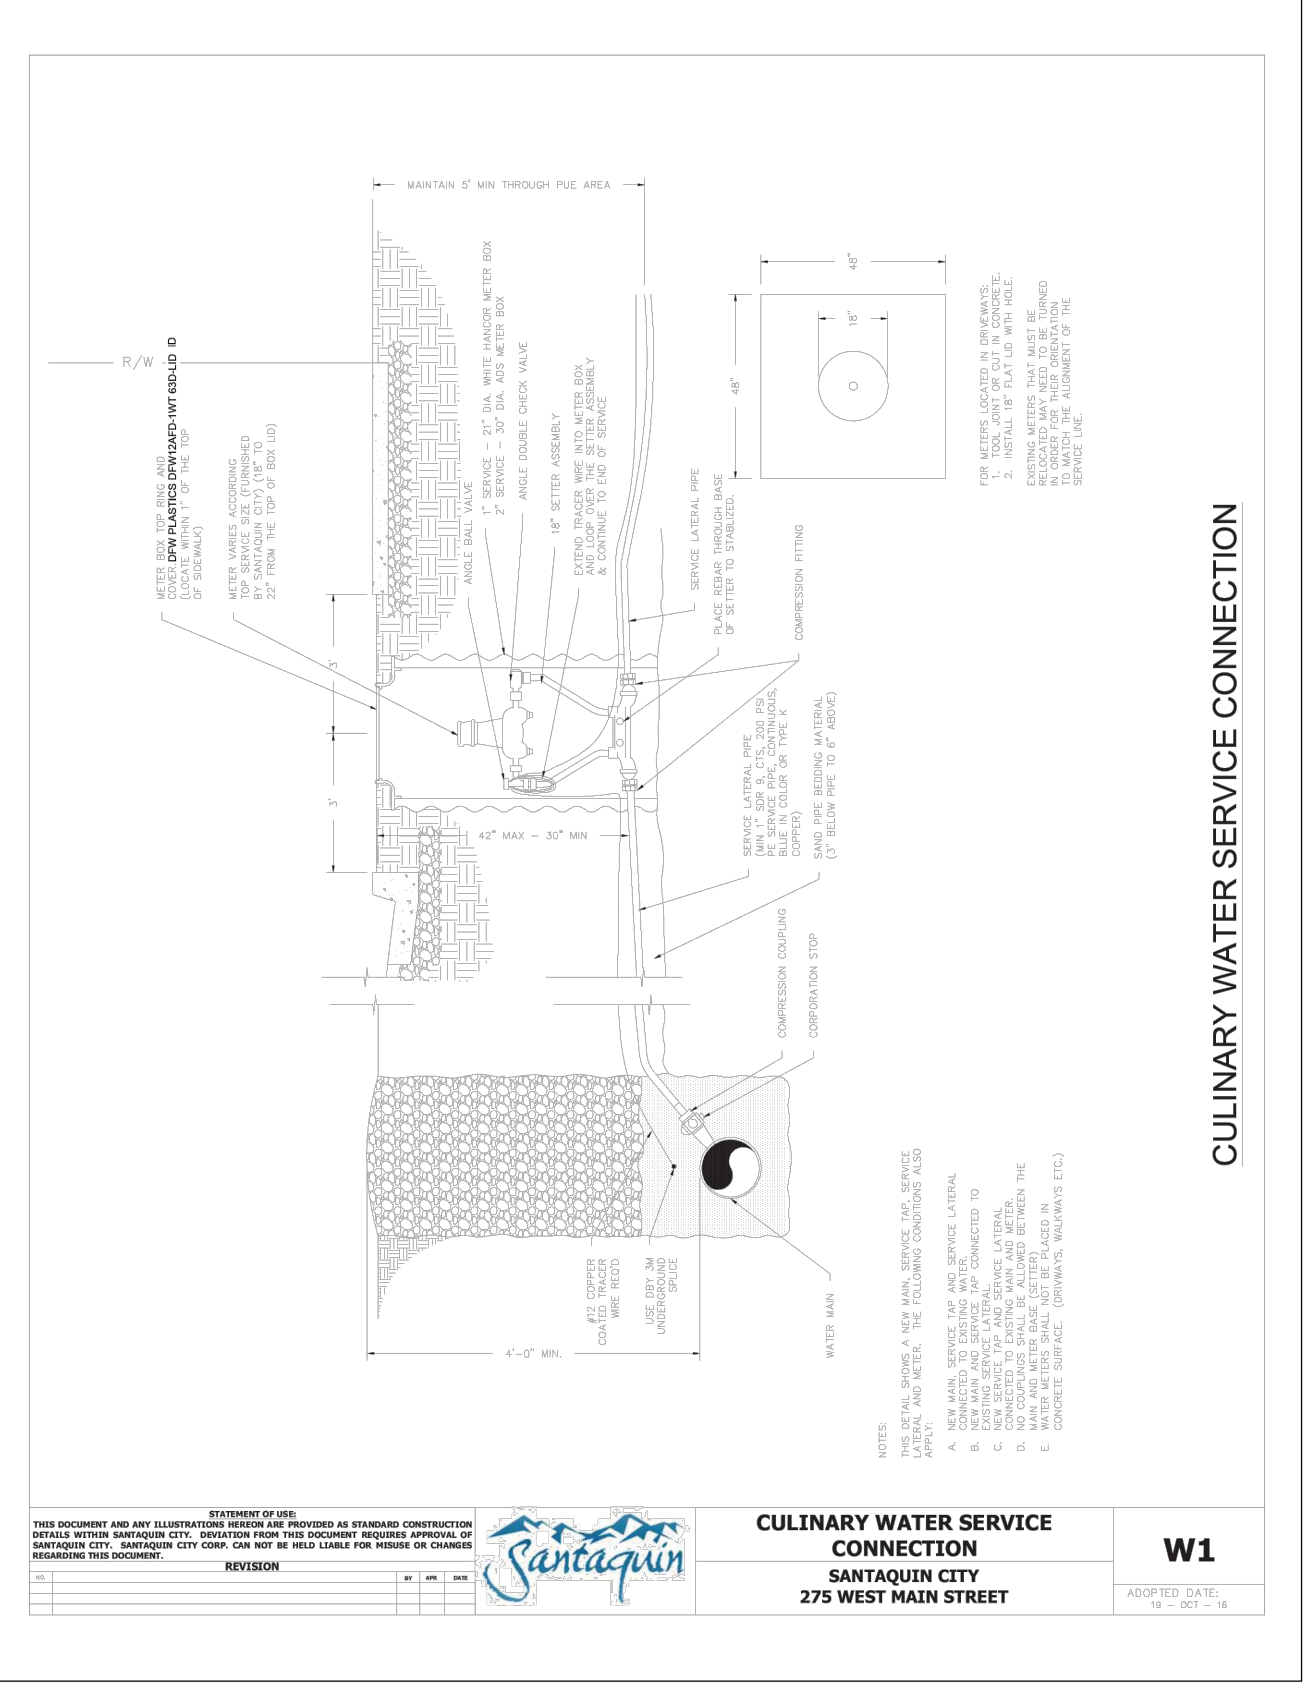 MAINTAIN 5' MIN THROUGH PUE AREA
R/W
METER BOX TOP RING AND
COVER. DFW PLASTICS DFW12AFD-1WT 63D-LID ID
(LOCATE WITHIN 1" OF THE TOP
OF SIDEWALK)
METER VARIES ACCORDING
TOP SERVICE SIZE (FURNISHED
BY SANTAQUIN CITY) (18" TO
22" FROM THE TOP OF BOX LID)
3'
3'
ANGLE BALL VALVE
1" SERVICE – 21" DIA. WHITE HANCOR METER BOX
2" SERVICE – 30" DIA. ADS METER BOX
ANGLE DOUBLE CHECK VALVE
18" SETTER ASSEMBLY
EXTEND TRACER WIRE INTO METER BOX
AND LOOP OVER THE SETTER ASSEMBLY
& CONTINUE TO END OF SERVICE
SERVICE LATERAL PIPE
PLACE REBAR THROUGH BASE
OF SETTER TO STABLIZED.
COMPRESSION FITTING
42" MAX – 30" MIN
SERVICE LATERAL PIPE
(MIN 1" SDR 9, CTS, 200 PSI
PE SERVICE PIPE, CONTINUOUS,
BLUE IN COLOR OR TYPE K
COPPER)
SAND PIPE BEDDING MATERIAL
(3" BELOW PIPE TO 6" ABOVE)
COMPRESSION COUPLING
CORPORATION STOP
48"
48"
18"
FOR METERS LOCATED IN DRIVEWAYS:
1. TOOL JOINT OR CUT IN CONCRETE.
2. INSTALL 18" FLAT LID WITH HOLE.
EXISTING METERS THAT MUST BE
RELOCATED MAY NEED TO BE TURNED
IN ORDER FOR THEIR ORIENTATION
TO MATCH THE ALIGNMENT OF THE
SERVICE LINE.
#12 COPPER
COATED TRACER
WIRE REQ'D
USE DBY 3M
UNDERGROUND
SPLICE
4'-0" MIN.
WATER MAIN
NOTES:
THIS DETAIL SHOWS A NEW MAIN, SERVICE TAP, SERVICE
LATERAL AND METER. THE FOLLOWING CONDITIONS ALSO
APPLY:
A. NEW MAIN, SERVICE TAP AND SERVICE LATERAL
CONNECTED TO EXISTING WATER.
B. NEW MAIN AND SERVICE TAP CONNECTED TO
EXISTING SERVICE LATERAL.
C. NEW SERVICE TAP AND SERVICE LATERAL
CONNECTED TO EXISTING MAIN AND METER.
D. NO COUPLINGS SHALL BE ALLOWED BETWEEN THE
MAIN AND METER BASE (SETTER)
E. WATER METERS SHALL NOT BE PLACED IN
CONCRETE SURFACE. (DRIVWAYS, WALKWAYS ETC.)
CULINARY WATER SERVICE CONNECTION
STATEMENT OF USE:
THIS DOCUMENT AND ANY ILLUSTRATIONS HEREON ARE PROVIDED AS STANDARD CONSTRUCTION
DETAILS WITHIN SANTAQUIN CITY. DEVIATION FROM THIS DOCUMENT REQUIRES APPROVAL OF
SANTAQUIN CITY. SANTAQUIN CITY CORP. CAN NOT BE HELD LIABLE FOR MISUSE OR CHANGES
REGARDING THIS DOCUMENT.
REVISION
NO. BY APR DATE
Santaquin
CULINARY WATER SERVICE
CONNECTION
SANTAQUIN CITY
275 WEST MAIN STREET
W1
ADOPTED DATE:
19 – OCT – 16